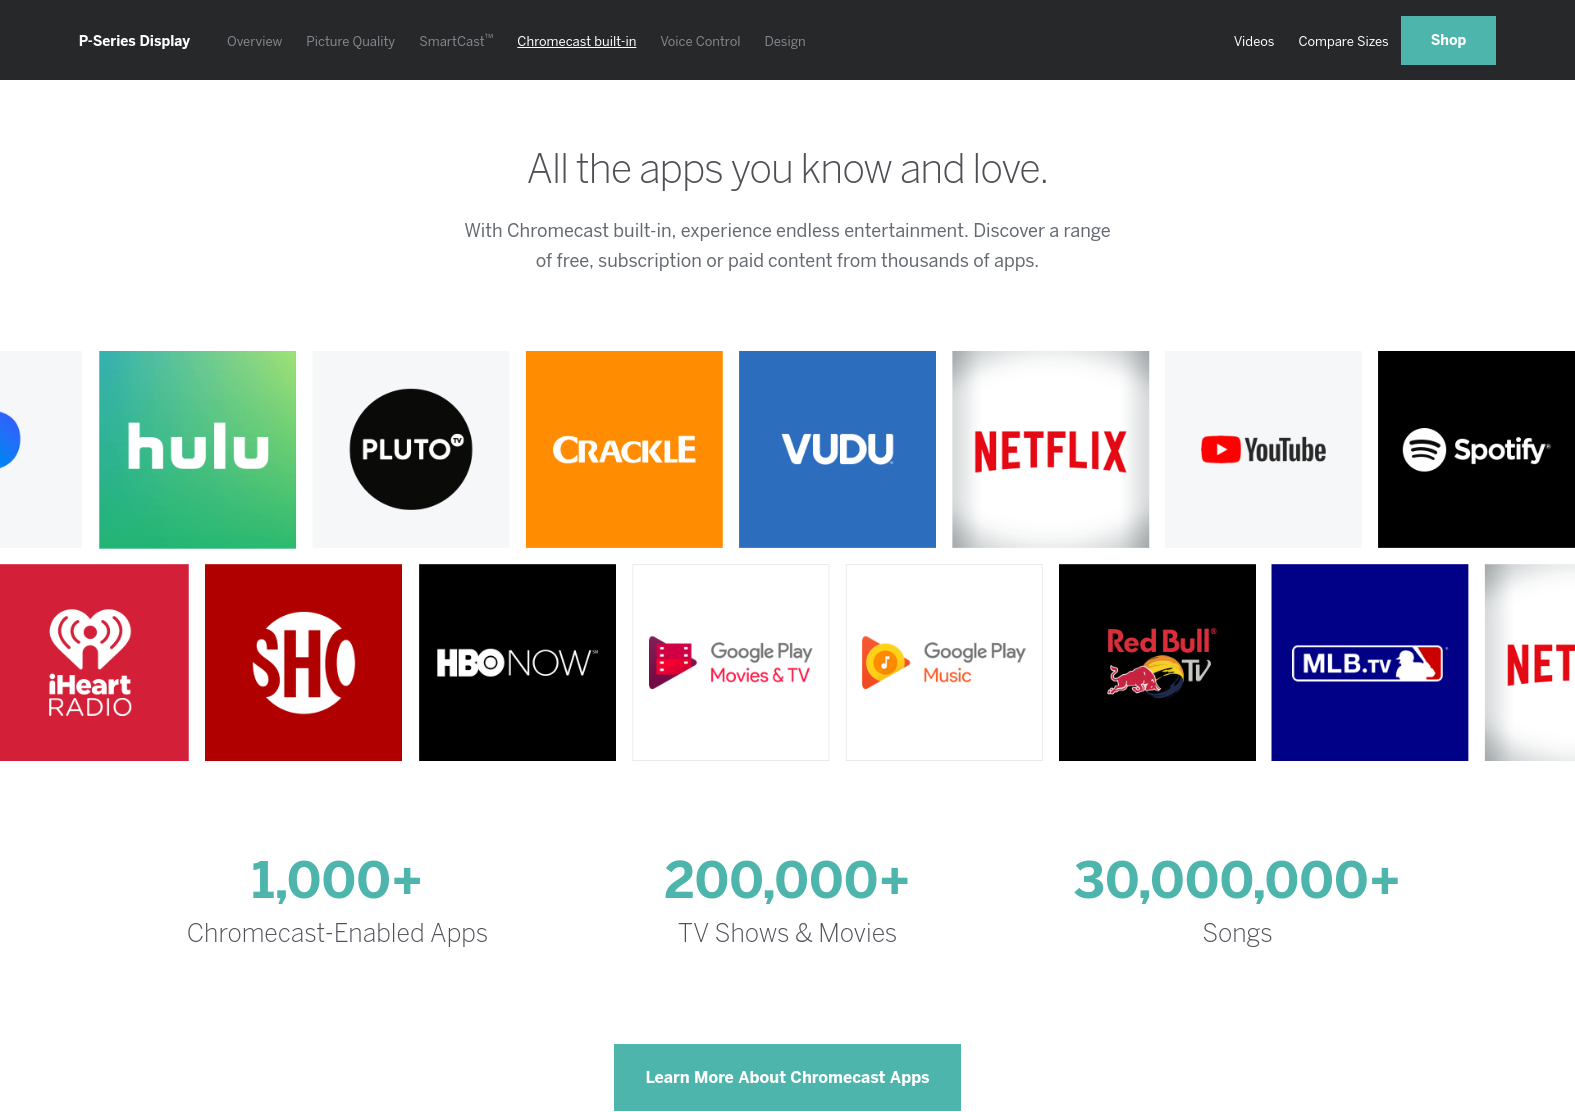 P-Series Display Overview Picture Quality SmartCast™ Chromecast built-in Voice Control Design Videos Compare Sizes Shop
All the apps you know and love.
With Chromecast built-in, experience endless entertainment. Discover a range
of free, subscription or paid content from thousands of apps.
hulu
PLUTO TV
CRACKLE
VUDU
NETFLIX
YouTube
Spotify®
iHeart
RADIO
SHO
HBO NOW℠
Google Play
Movies & TV
Google Play
Music
Red Bull®
TV
MLB.TV
NET
1,000+
Chromecast-Enabled Apps
200,000+
TV Shows & Movies
30,000,000+
Songs
Learn More About Chromecast Apps